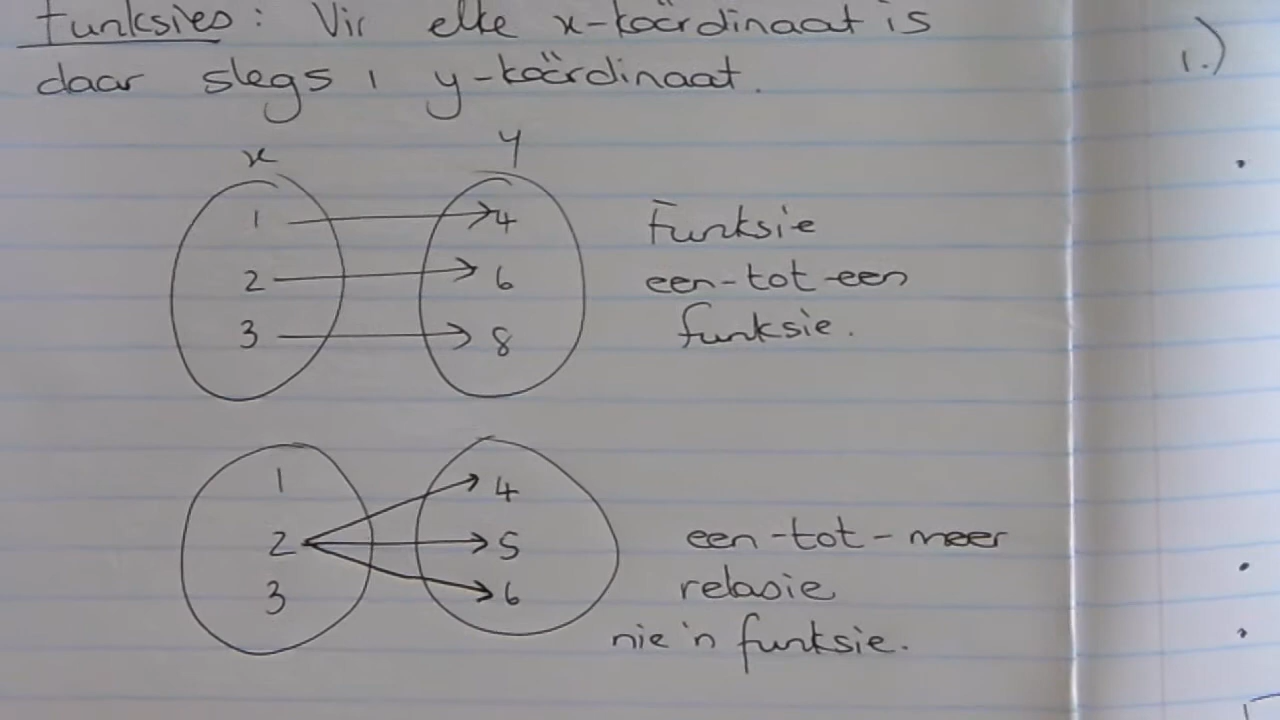 Funksies: Vir elke x-koördinaat is
daar slegs 1 y-koördinaat.
x y
1 4
2 6
3 8
Funksie
een-tot-een
funksie.
1 4
2 5
3 6
een-tot-meer
relasie
nie 'n funksie.
1.)